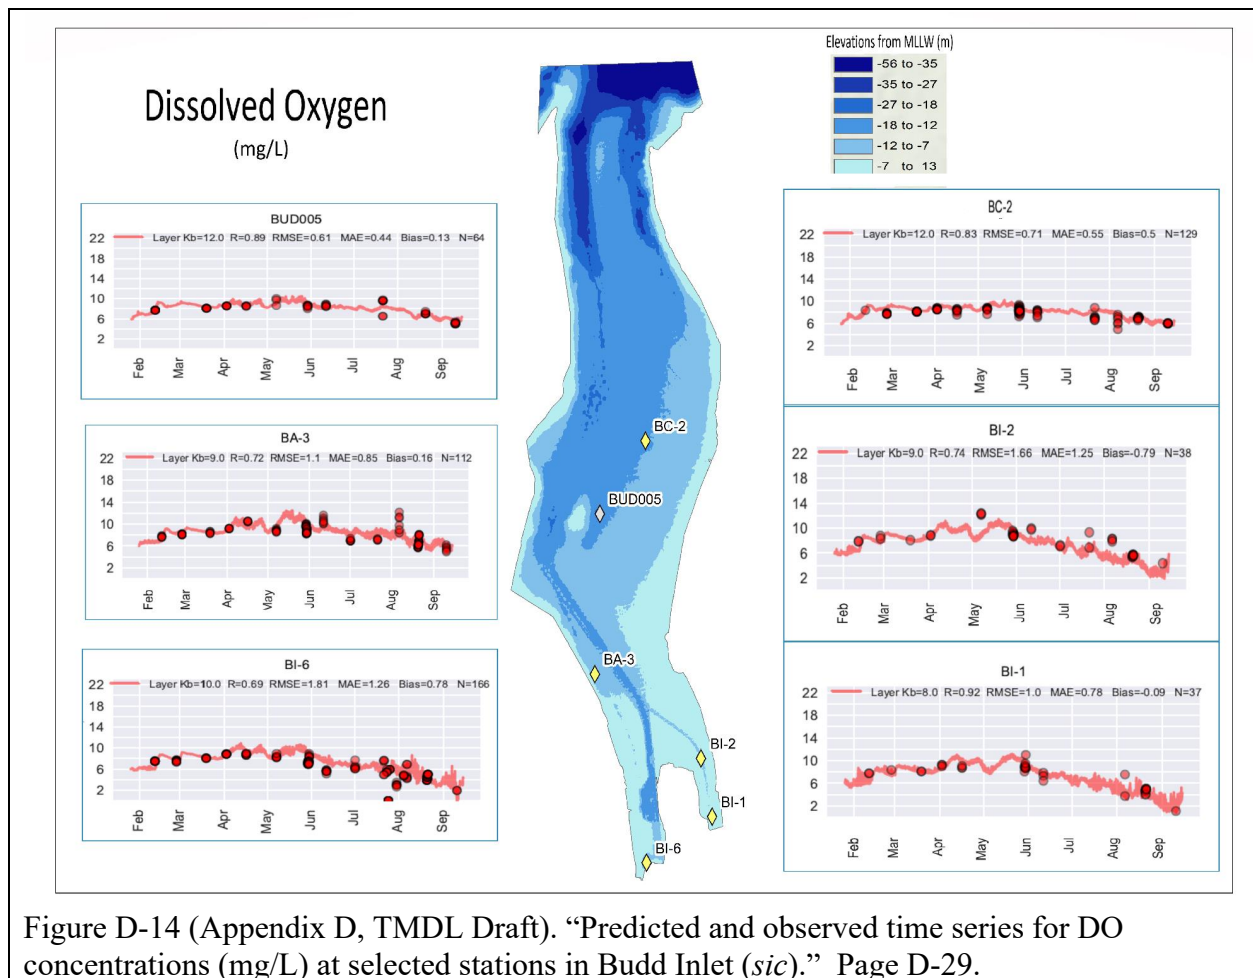 Dissolved Oxygen
(mg/L)
Elevations from MLLW (m)
-56 to -35
-35 to -27
-27 to -18
-18 to -12
-12 to -7
-7 to 13
BUD005
Layer Kb=12.0 R=0.89 RMSE=0.61 MAE=0.44 Bias=0.13 N=64
22
18
14
10
6
2
Feb Mar Apr May Jun Jul Aug Sep
BA-3
Layer Kb=9.0 R=0.72 RMSE=1.1 MAE=0.85 Bias=0.16 N=112
22
18
14
10
6
2
Feb Mar Apr May Jun Jul Aug Sep
BI-6
Layer Kb=10.0 R=0.69 RMSE=1.81 MAE=1.26 Bias=0.78 N=166
22
18
14
10
6
2
Feb Mar Apr May Jun Jul Aug Sep
BC-2
BUD005
BA-3
BI-2
BI-1
BI-6
BC-2
Layer Kb=12.0 R=0.83 RMSE=0.71 MAE=0.55 Bias=0.5 N=129
22
18
14
10
6
2
Feb Mar Apr May Jun Jul Aug Sep
BI-2
Layer Kb=9.0 R=0.74 RMSE=1.66 MAE=1.25 Bias=-0.79 N=38
22
18
14
10
6
2
Feb Mar Apr May Jun Jul Aug Sep
BI-1
Layer Kb=8.0 R=0.92 RMSE=1.0 MAE=0.78 Bias=-0.09 N=37
22
18
14
10
6
2
Feb Mar Apr May Jun Jul Aug Sep
Figure D-14 (Appendix D, TMDL Draft). “Predicted and observed time series for DO
concentrations (mg/L) at selected stations in Budd Inlet (sic).” Page D-29.